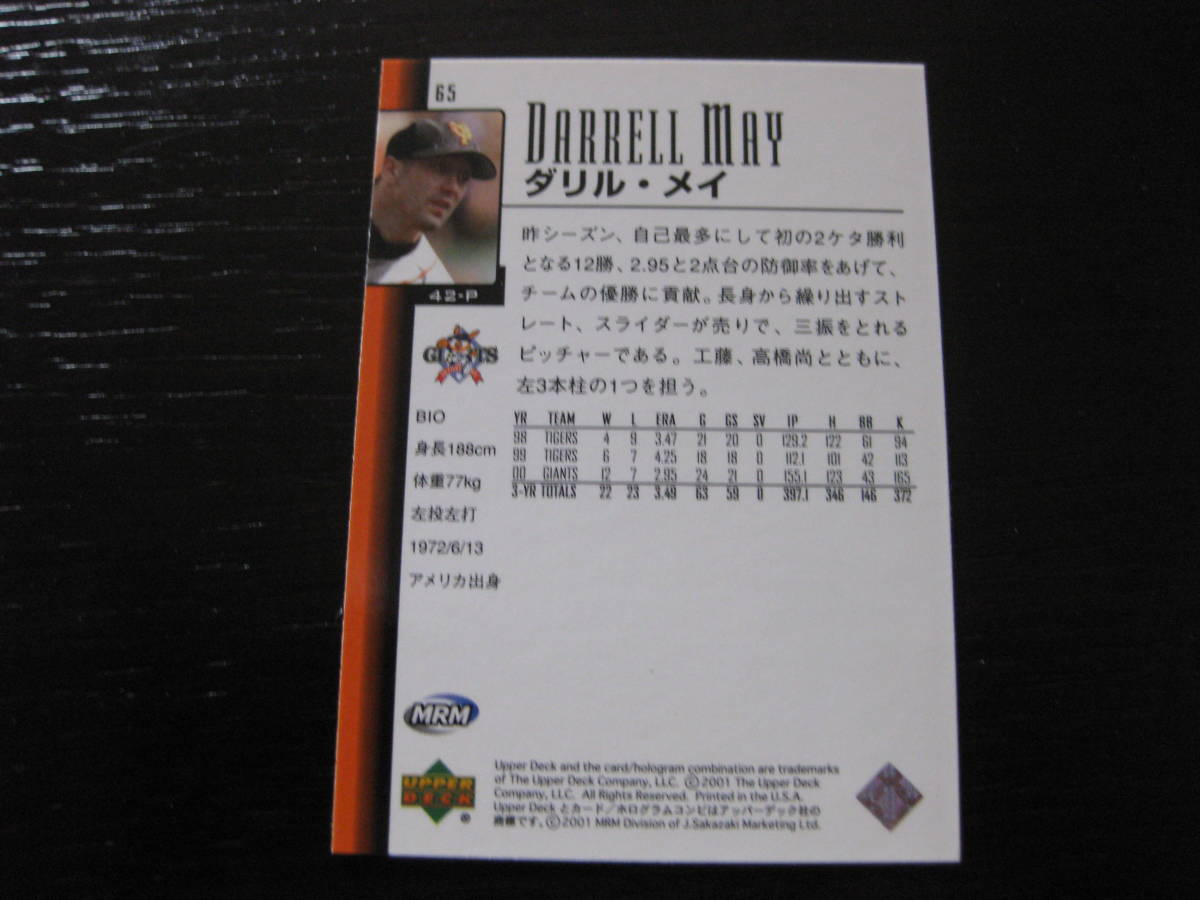 65
DARRELL MAY
ダリル・メイ
昨シーズン、自己最多にして初の2ケタ勝利
となる12勝、2.95と2点台の防御率をあげて、
チームの優勝に貢献。長身から繰り出すスト
レート、スライダーが売りで、三振をとれる
ピッチャーである。工藤、高橋尚とともに、
左3本柱の1つを担う。
42・P
GIANTS
BIO
身長188cm
体重77kg
左投左打
1972/6/13
アメリカ出身
YR TEAM W L ERA G GS SV IP H BB K
98 TIGERS 4 9 3.47 21 20 0 129.2 122 61 94
99 TIGERS 6 7 4.25 18 18 0 112.1 101 42 113
00 GIANTS 12 7 2.95 24 21 0 155.1 123 43 165
3-YR TOTALS 22 23 3.49 63 59 0 397.1 346 146 372
MRM
UPPER
DECK
®
Upper Deck and the card/hologram combination are trademarks
of The Upper Deck Company, LLC. ©2001 The Upper Deck
Company, LLC. All Rights Reserved. Printed in the U.S.A.
Upper Deck とカード／ホログラムコンビはアッパーデック社の
商標です。©2001 MRM Division of J.Sakazaki Marketing Ltd.